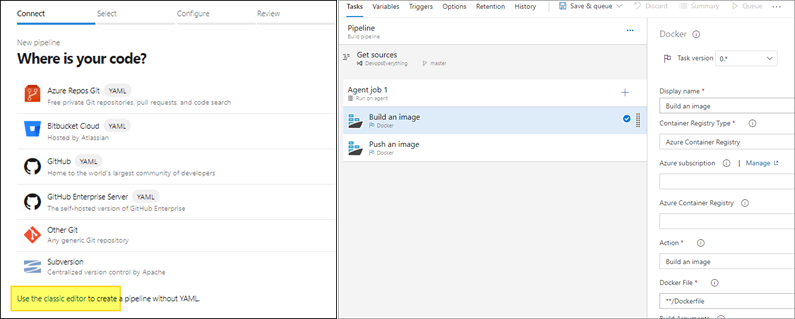 Connect
Select
Configure
Review
New pipeline
Where is your code?
Azure Repos Git YAML
Free private Git repositories, pull requests, and code search
Bitbucket Cloud YAML
Hosted by Atlassian
GitHub YAML
Home to the world's largest community of developers
GitHub Enterprise Server YAML
The self-hosted version of GitHub Enterprise
Other Git
Any generic Git repository
Subversion
Centralized version control by Apache
Use the classic editor to create a pipeline without YAML.
Tasks Variables Triggers Options Retention History Save & queue Discard Summary Queue ...
Pipeline
Build pipeline
Get sources
DevopsEverything master
Agent job 1
Run on agent
Build an image
Docker
Push an image
Docker
Docker
Task version 0.*
Display name *
Build an image
Container Registry Type *
Azure Container Registry
Azure subscription | Manage
Azure Container Registry
Action *
Build an image
Docker File *
**/Dockerfile
Build Arguments